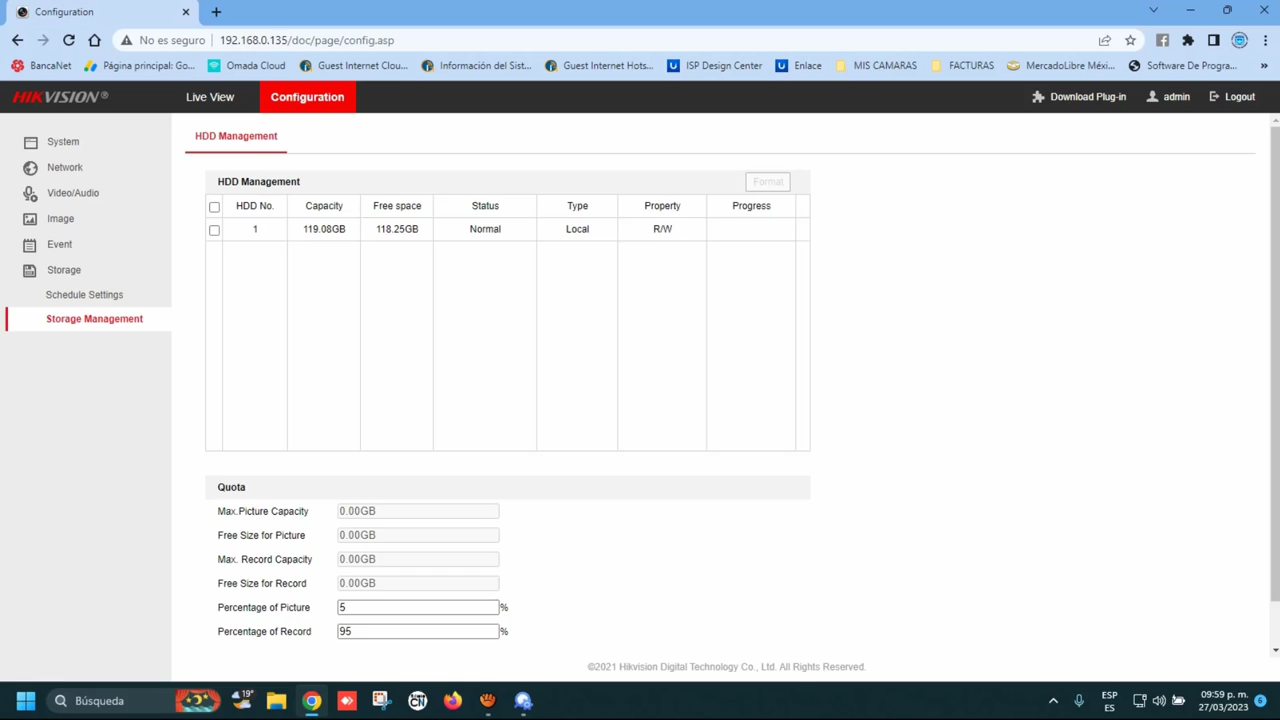 Configuration
No es seguro 192.168.0.135/doc/page/config.asp
BancaNet Página principal: Go... Omada Cloud Guest Internet Clou... Información del Sist... Guest Internet Hots... ISP Design Center Enlace MIS CAMARAS FACTURAS MercadoLibre Méxi... Software De Progra... »
HIKVISION® Live View Configuration Download Plug-in admin Logout
System
Network
Video/Audio
Image
Event
Storage
Schedule Settings
Storage Management
HDD Management
HDD Management Format
HDD No. Capacity Free space Status Type Property Progress
1 119.08GB 118.25GB Normal Local R/W
Quota
Max.Picture Capacity 0.00GB
Free Size for Picture 0.00GB
Max. Record Capacity 0.00GB
Free Size for Record 0.00GB
Percentage of Picture 5 %
Percentage of Record 95 %
©2021 Hikvision Digital Technology Co., Ltd. All Rights Reserved.
Búsqueda 19° CN ESP 09:59 p. m.
ES 27/03/2023 6